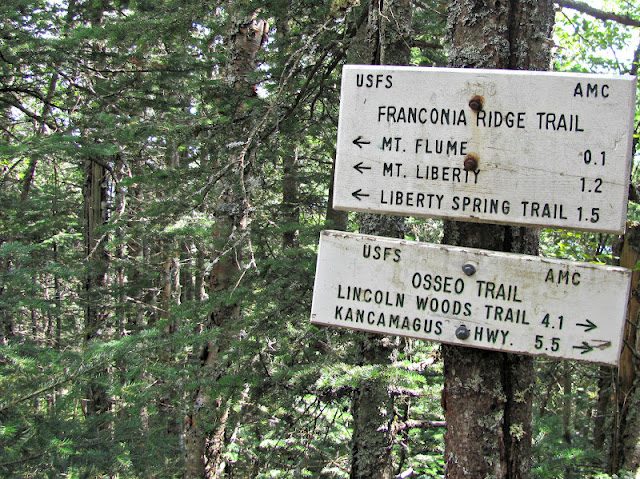 USFS AMC
FRANCONIA RIDGE TRAIL
← MT. FLUME 0.1
← MT. LIBERTY 1.2
← LIBERTY SPRING TRAIL 1.5
USFS AMC
OSSEO TRAIL
LINCOLN WOODS TRAIL 4.1 →
KANCAMAGUS HWY. 5.5 →